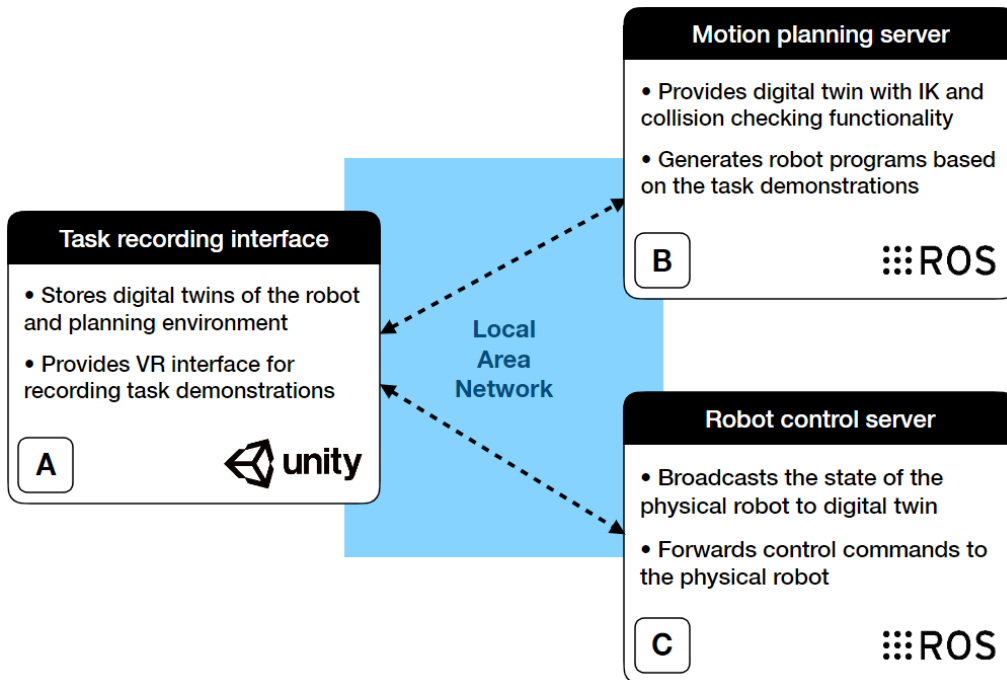 Motion planning server
• Provides digital twin with IK and
collision checking functionality
• Generates robot programs based
on the task demonstrations
B
ROS
Task recording interface
• Stores digital twins of the robot
and planning environment
• Provides VR interface for
recording task demonstrations
A
unity
Local
Area
Network
Robot control server
• Broadcasts the state of the
physical robot to digital twin
• Forwards control commands to
the physical robot
C
ROS